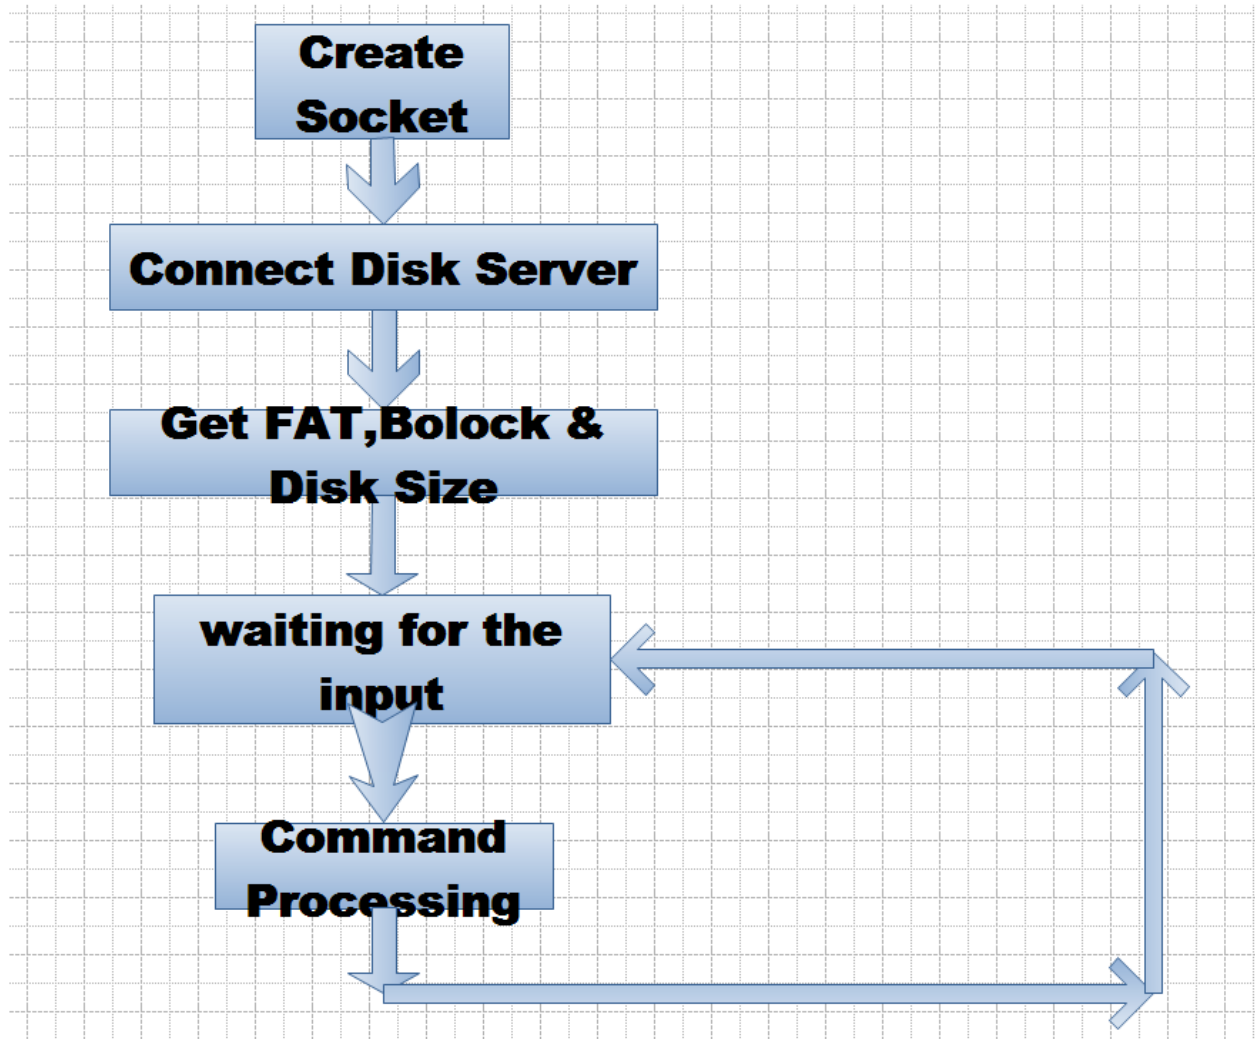 Create
Socket
Connect Disk Server
Get FAT,Bolock &
Disk Size
waiting for the
input
Command
Processing